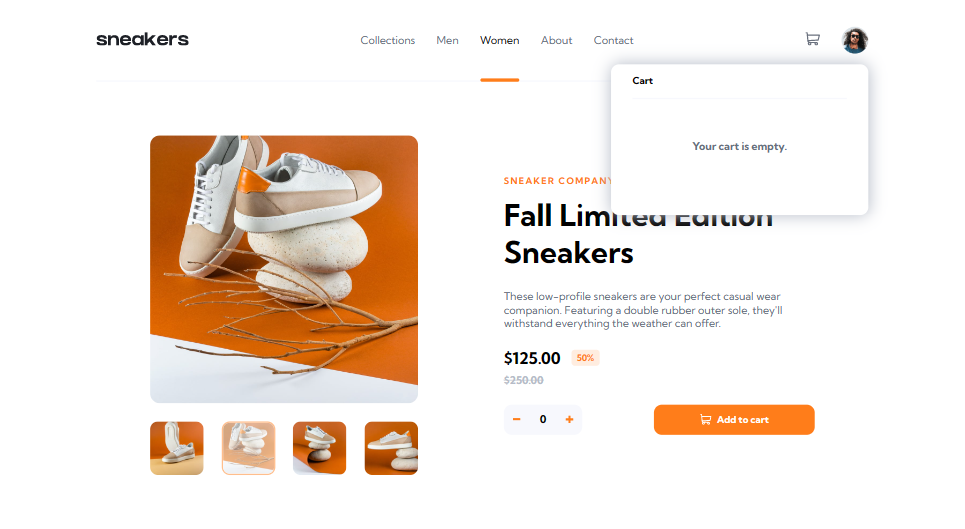 sneakers
Collections Men Women About Contact
Cart
Your cart is empty.
SNEAKER COMPANY
Fall Limited Edition
Sneakers
These low-profile sneakers are your perfect casual wear
companion. Featuring a double rubber outer sole, they'll
withstand everything the weather can offer.
$125.00 50%
$250.00
− 0 +
Add to cart